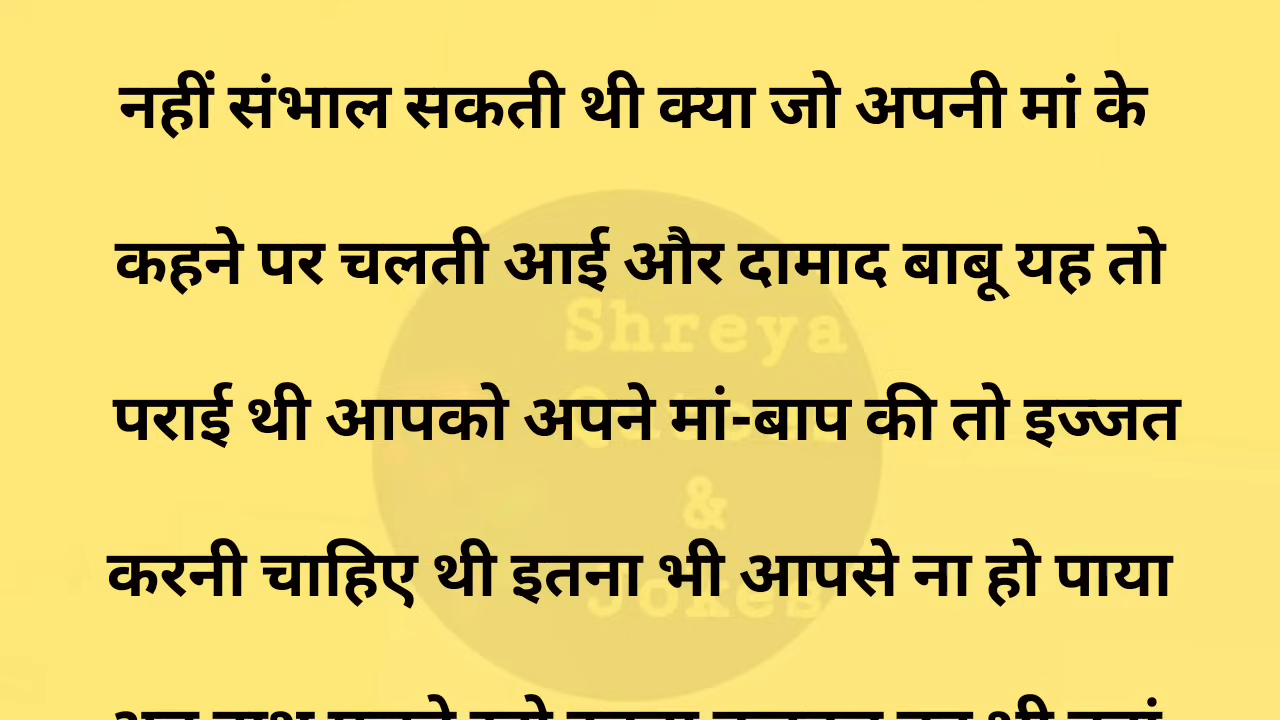 नहीं संभाल सकती थी क्या जो अपनी मां के
कहने पर चलती आई और दामाद बाबू यह तो
Shreya
पराई थी आपको अपने मां-बाप की तो इज्जत
&
करनी चाहिए थी इतना भी आपसे ना हो पाया
Jokes